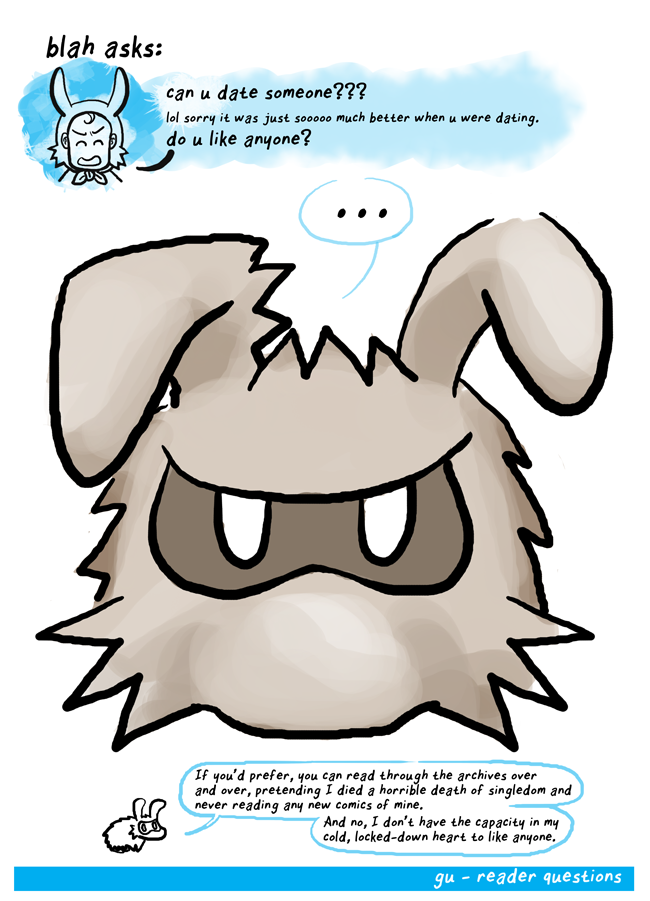 blah asks:
can u date someone???
lol sorry it was just sooooo much better when u were dating.
do u like anyone?
...
If you'd prefer, you can read through the archives over
and over, pretending I died a horrible death of singledom and
never reading any new comics of mine.
And no, I don't have the capacity in my
cold, locked-down heart to like anyone.
gu - reader questions